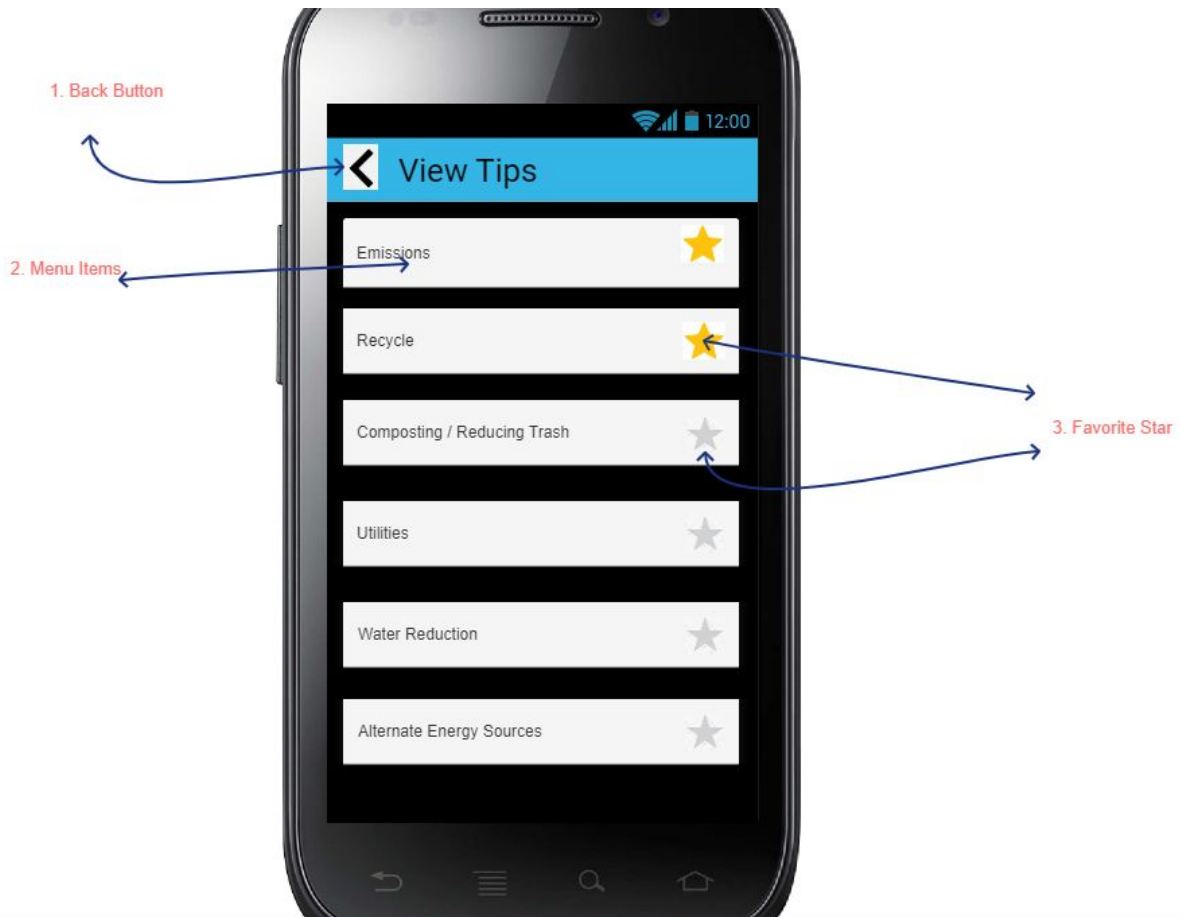 1. Back Button
12:00
View Tips
Emissions
2. Menu Items
Recycle
Composting / Reducing Trash
3. Favorite Star
Utilities
Water Reduction
Alternate Energy Sources